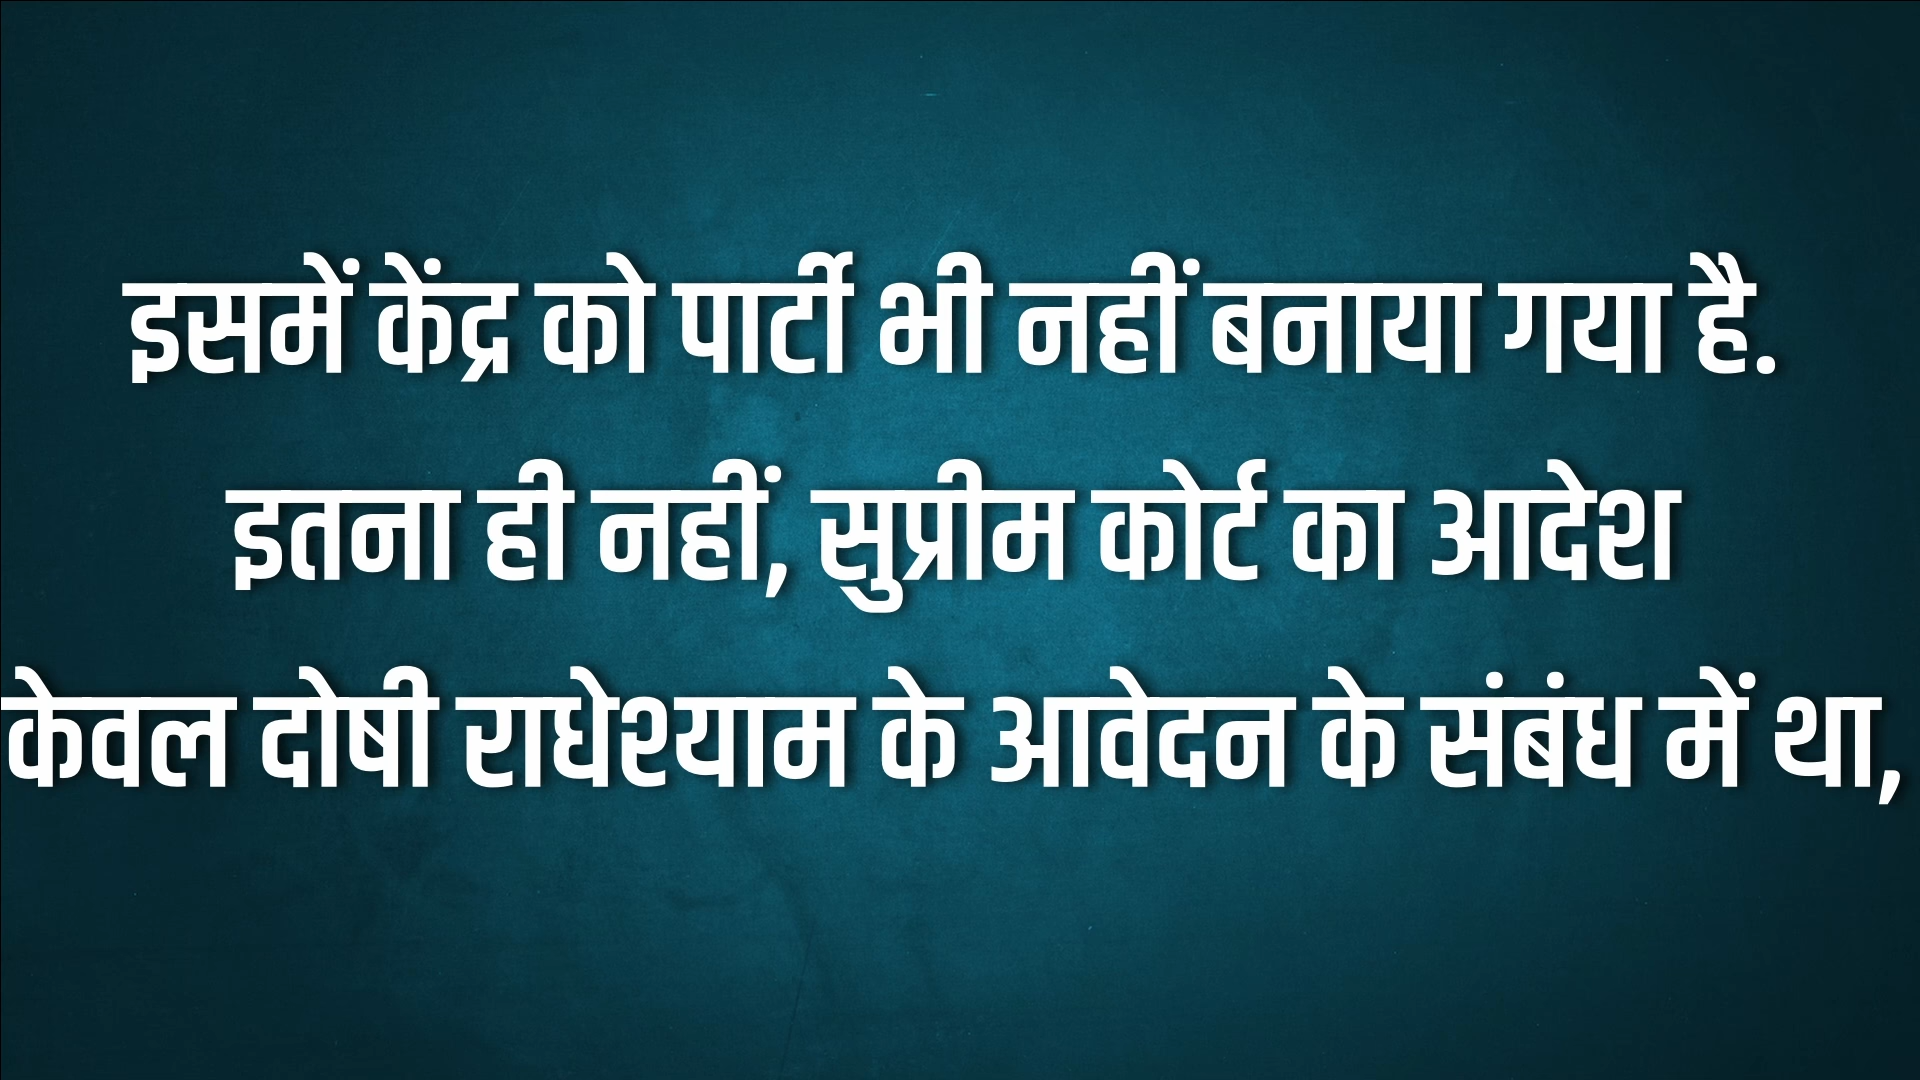 इसमें केंद्र को पार्टी भी नहीं बनाया गया है.
इतना ही नहीं, सुप्रीम कोर्ट का आदेश
केवल दोषी राधेश्याम के आवेदन के संबंध में था,